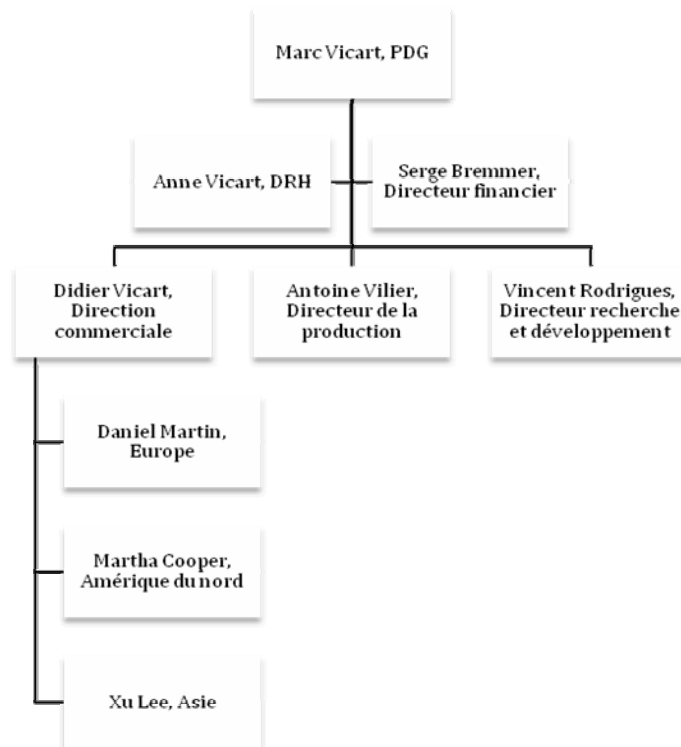 Marc Vicart, PDG
Anne Vicart, DRH
Serge Bremmer,
Directeur financier
Didier Vicart,
Direction
commerciale
Antoine Vilier,
Directeur de la
production
Vincent Rodrigues,
Directeur recherche
et développement
Daniel Martin,
Europe
Martha Cooper,
Amérique du nord
Xu Lee, Asie